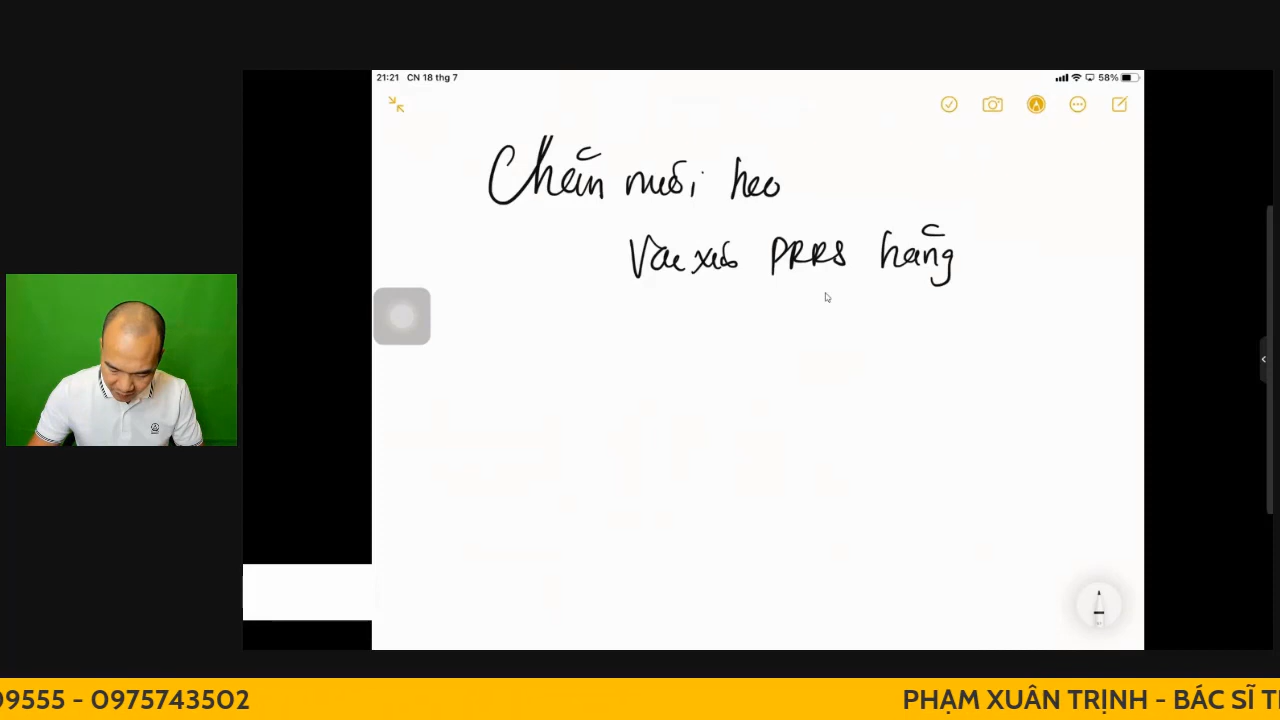 21:21 CN 18 thg 7
58%
Chăn nuôi heo
PRRS hãng
09555 - 0975743502
PHẠM XUÂN TRỊNH - BÁC SĨ T